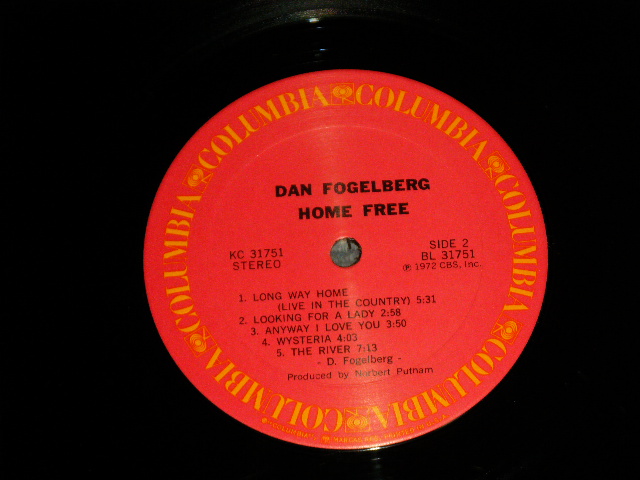 COLUMBIA COLUMBIA COLUMBIA COLUMBIA COLUMBIA COLUMBIA
DAN FOGELBERG
HOME FREE
KC 31751
STEREO
SIDE 2
BL 31751
℗ 1972 CBS, Inc.
1. LONG WAY HOME
(LIVE IN THE COUNTRY) 5:31
2. LOOKING FOR A LADY 2:58
3. ANYWAY I LOVE YOU 3:50
4. WYSTERIA 4:03
5. THE RIVER 7:13
- D. Fogelberg -
Produced by Norbert Putnam